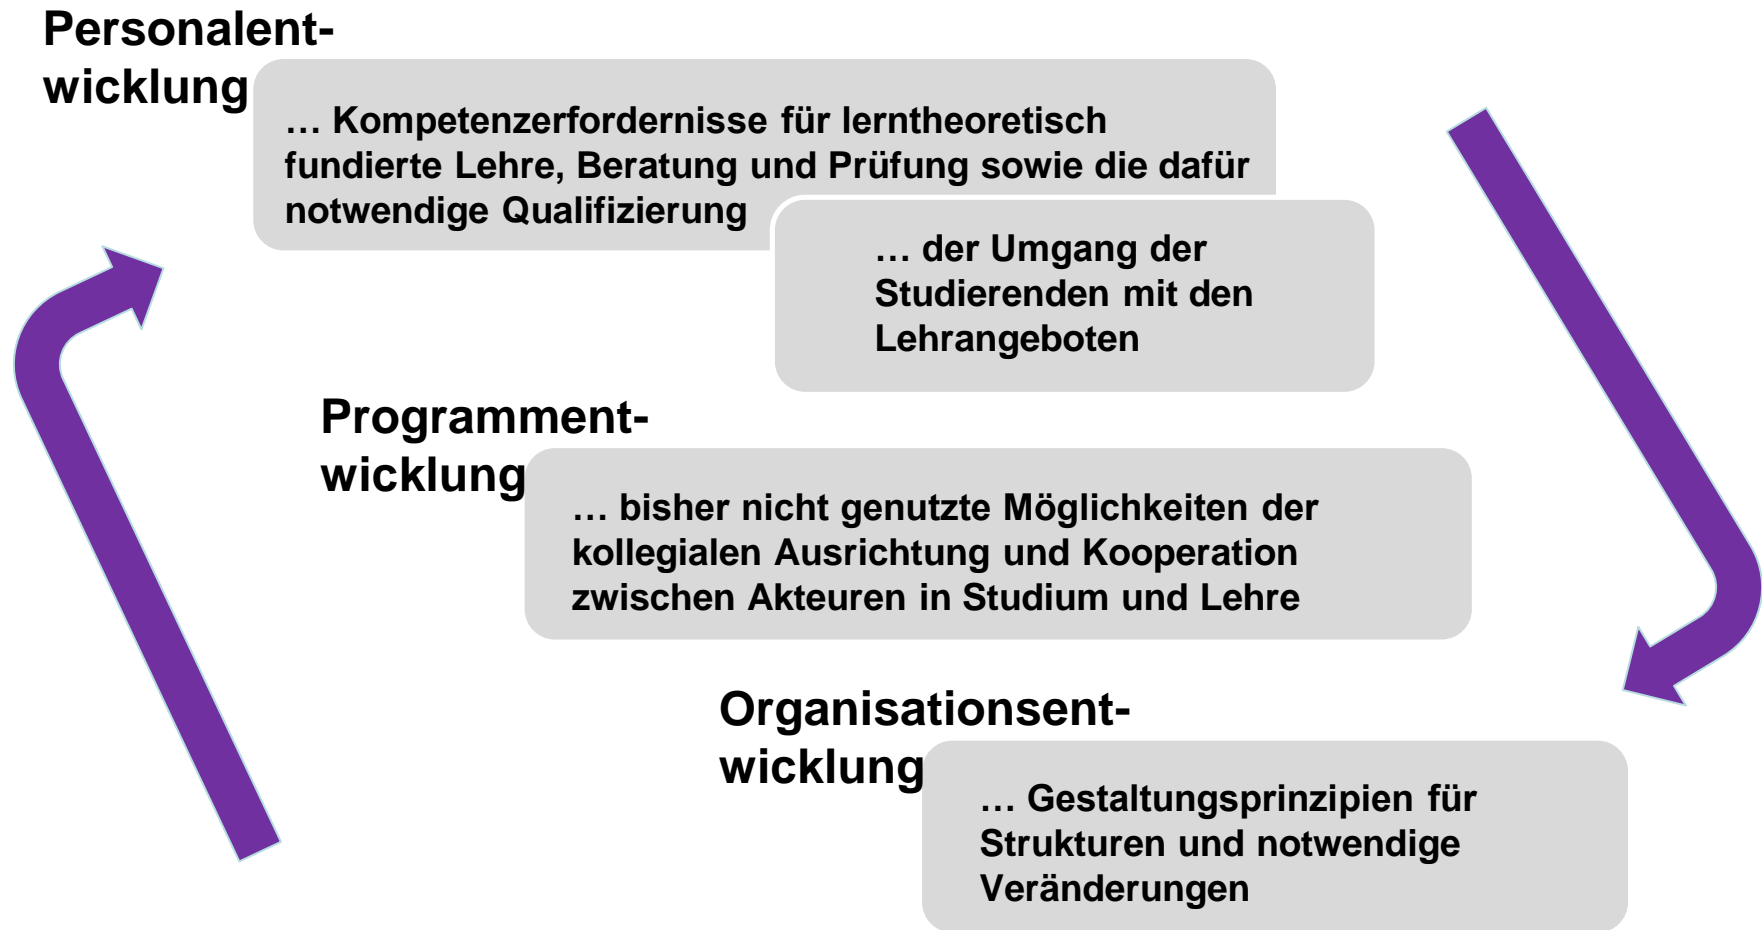 Personalent-
wicklung
… Kompetenzerfordernisse für lerntheoretisch
fundierte Lehre, Beratung und Prüfung sowie die dafür
notwendige Qualifizierung
… der Umgang der
Studierenden mit den
Lehrangeboten
Programment-
wicklung
… bisher nicht genutzte Möglichkeiten der
kollegialen Ausrichtung und Kooperation
zwischen Akteuren in Studium und Lehre
Organisationsent-
wicklung
… Gestaltungsprinzipien für
Strukturen und notwendige
Veränderungen